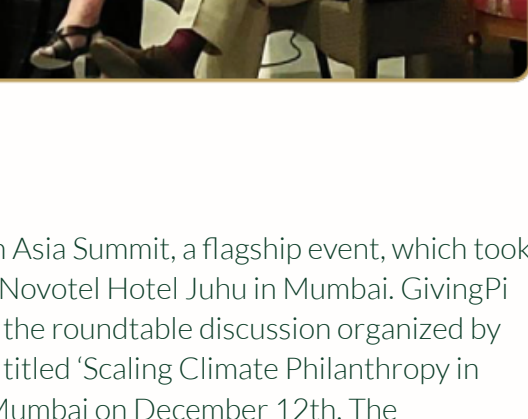 Asia Summit, a flagship event, which took
Novotel Hotel Juhu in Mumbai. GivingPi
the roundtable discussion organized by
titled ‘Scaling Climate Philanthropy in
Mumbai on December 12th. The